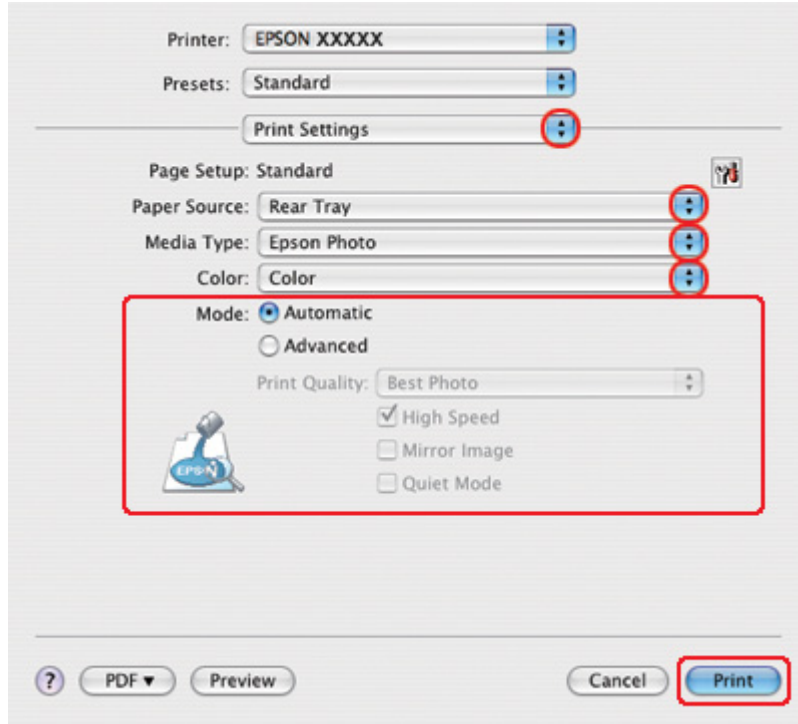 Printer: EPSON XXXXX
Presets: Standard
Print Settings
Page Setup: Standard
Paper Source: Rear Tray
Media Type: Epson Photo
Color: Color
Mode: Automatic
Advanced
Print Quality: Best Photo
High Speed
Mirror Image
EPSON
Quiet Mode
? PDF ▼ Preview Cancel Print